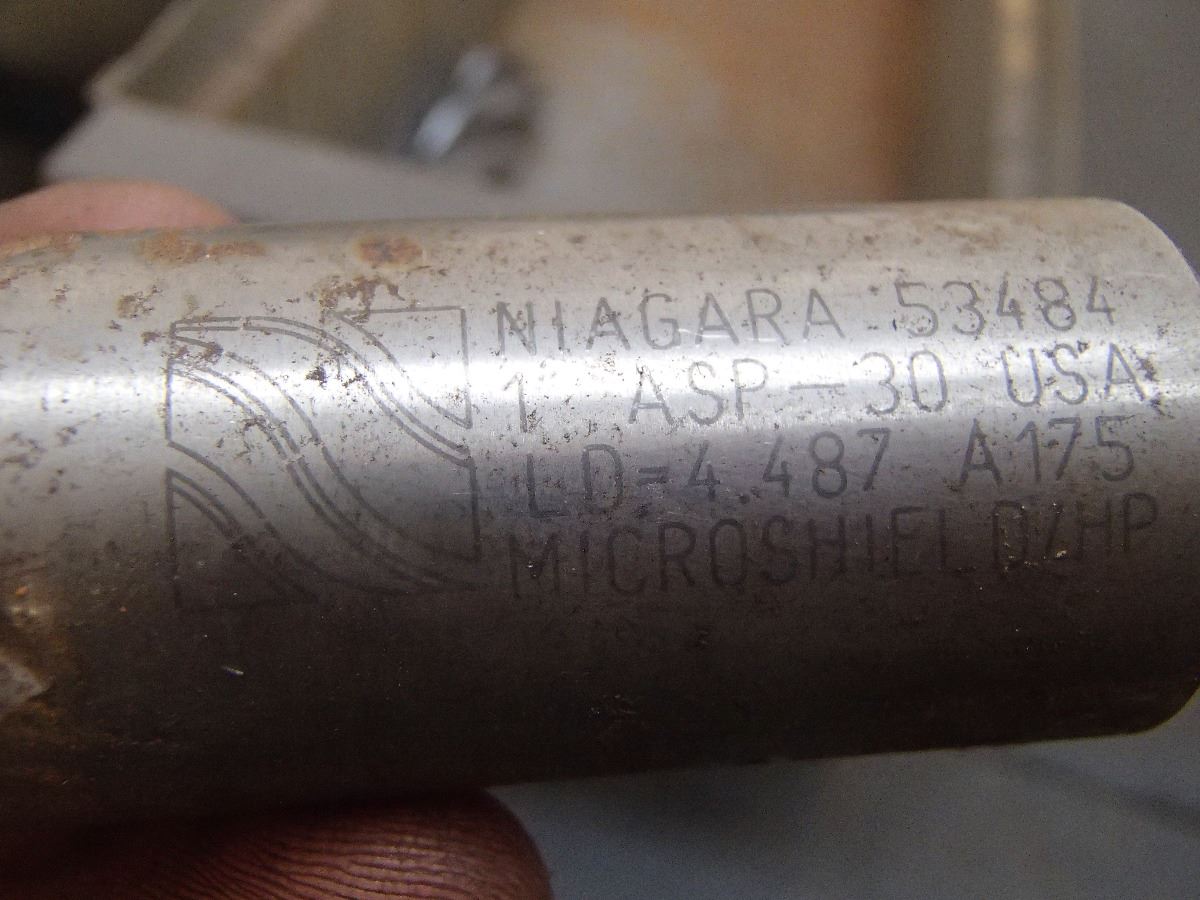 NIAGARA 53484
1" ASP-30 USA
LD=4.487 A175
MICROSHIELD/HP